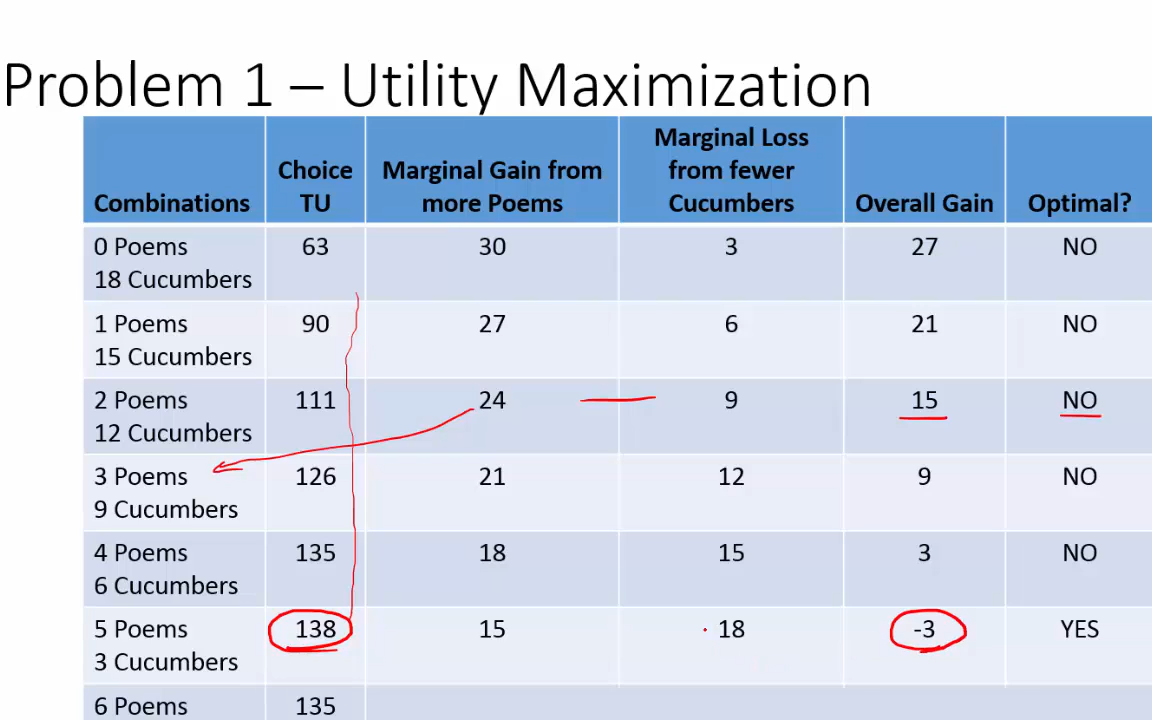 Problem 1 – Utility Maximization
Combinations
Choice
TU
Marginal Gain from
more Poems
Marginal Loss
from fewer
Cucumbers
Overall Gain
Optimal?
0 Poems
18 Cucumbers
63
30
3
27
NO
1 Poems
15 Cucumbers
90
27
6
21
NO
2 Poems
12 Cucumbers
111
24
9
15
NO
3 Poems
9 Cucumbers
126
21
12
9
NO
4 Poems
6 Cucumbers
135
18
15
3
NO
5 Poems
3 Cucumbers
138
15
18
-3
YES
6 Poems
135